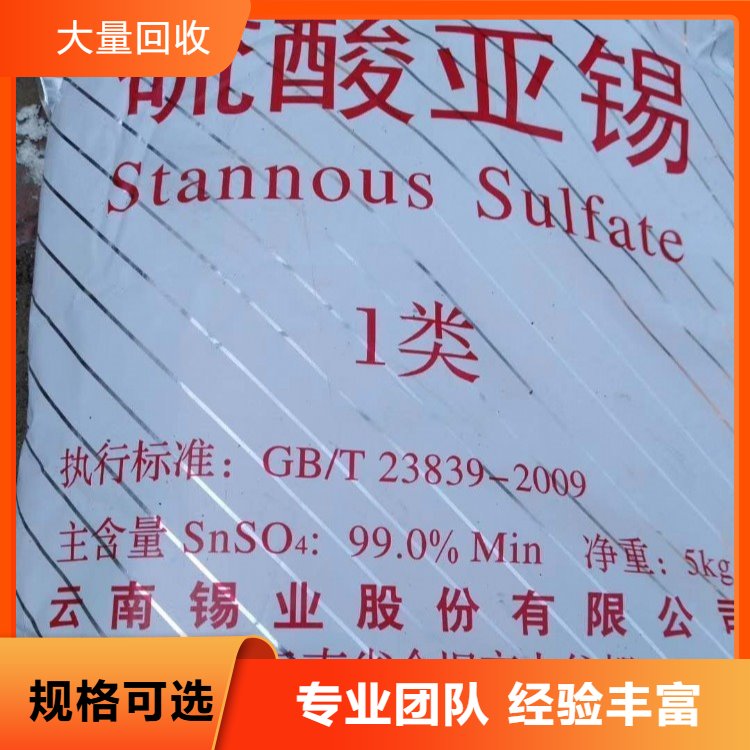 大量回收
硫酸亚锡
Stannous Sulfate
1类
执行标准：GB/T 23839-2009
主含量 SnSO₄：99.0% Min 净重：5kg
云南锡业股份有限公司
规格可选
专业团队 经验丰富